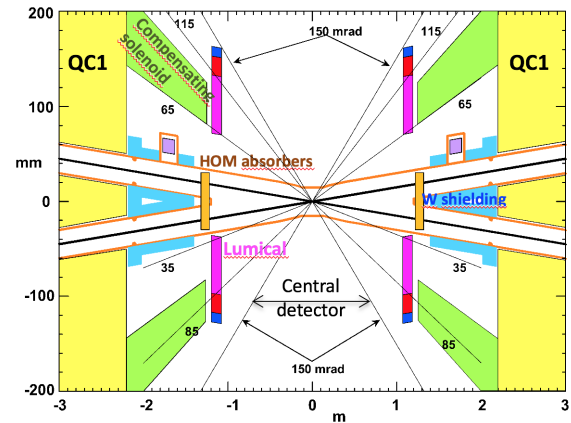 200
115
150 mrad
QC1
Compensating
solenoid
QC1
100
65
65
mm
HOM absorbers
0
W shielding
Lumical
35
35
Central
detector
-100
85
85
150 mrad
-200
-3
-2
-1
0
1
2
3
m